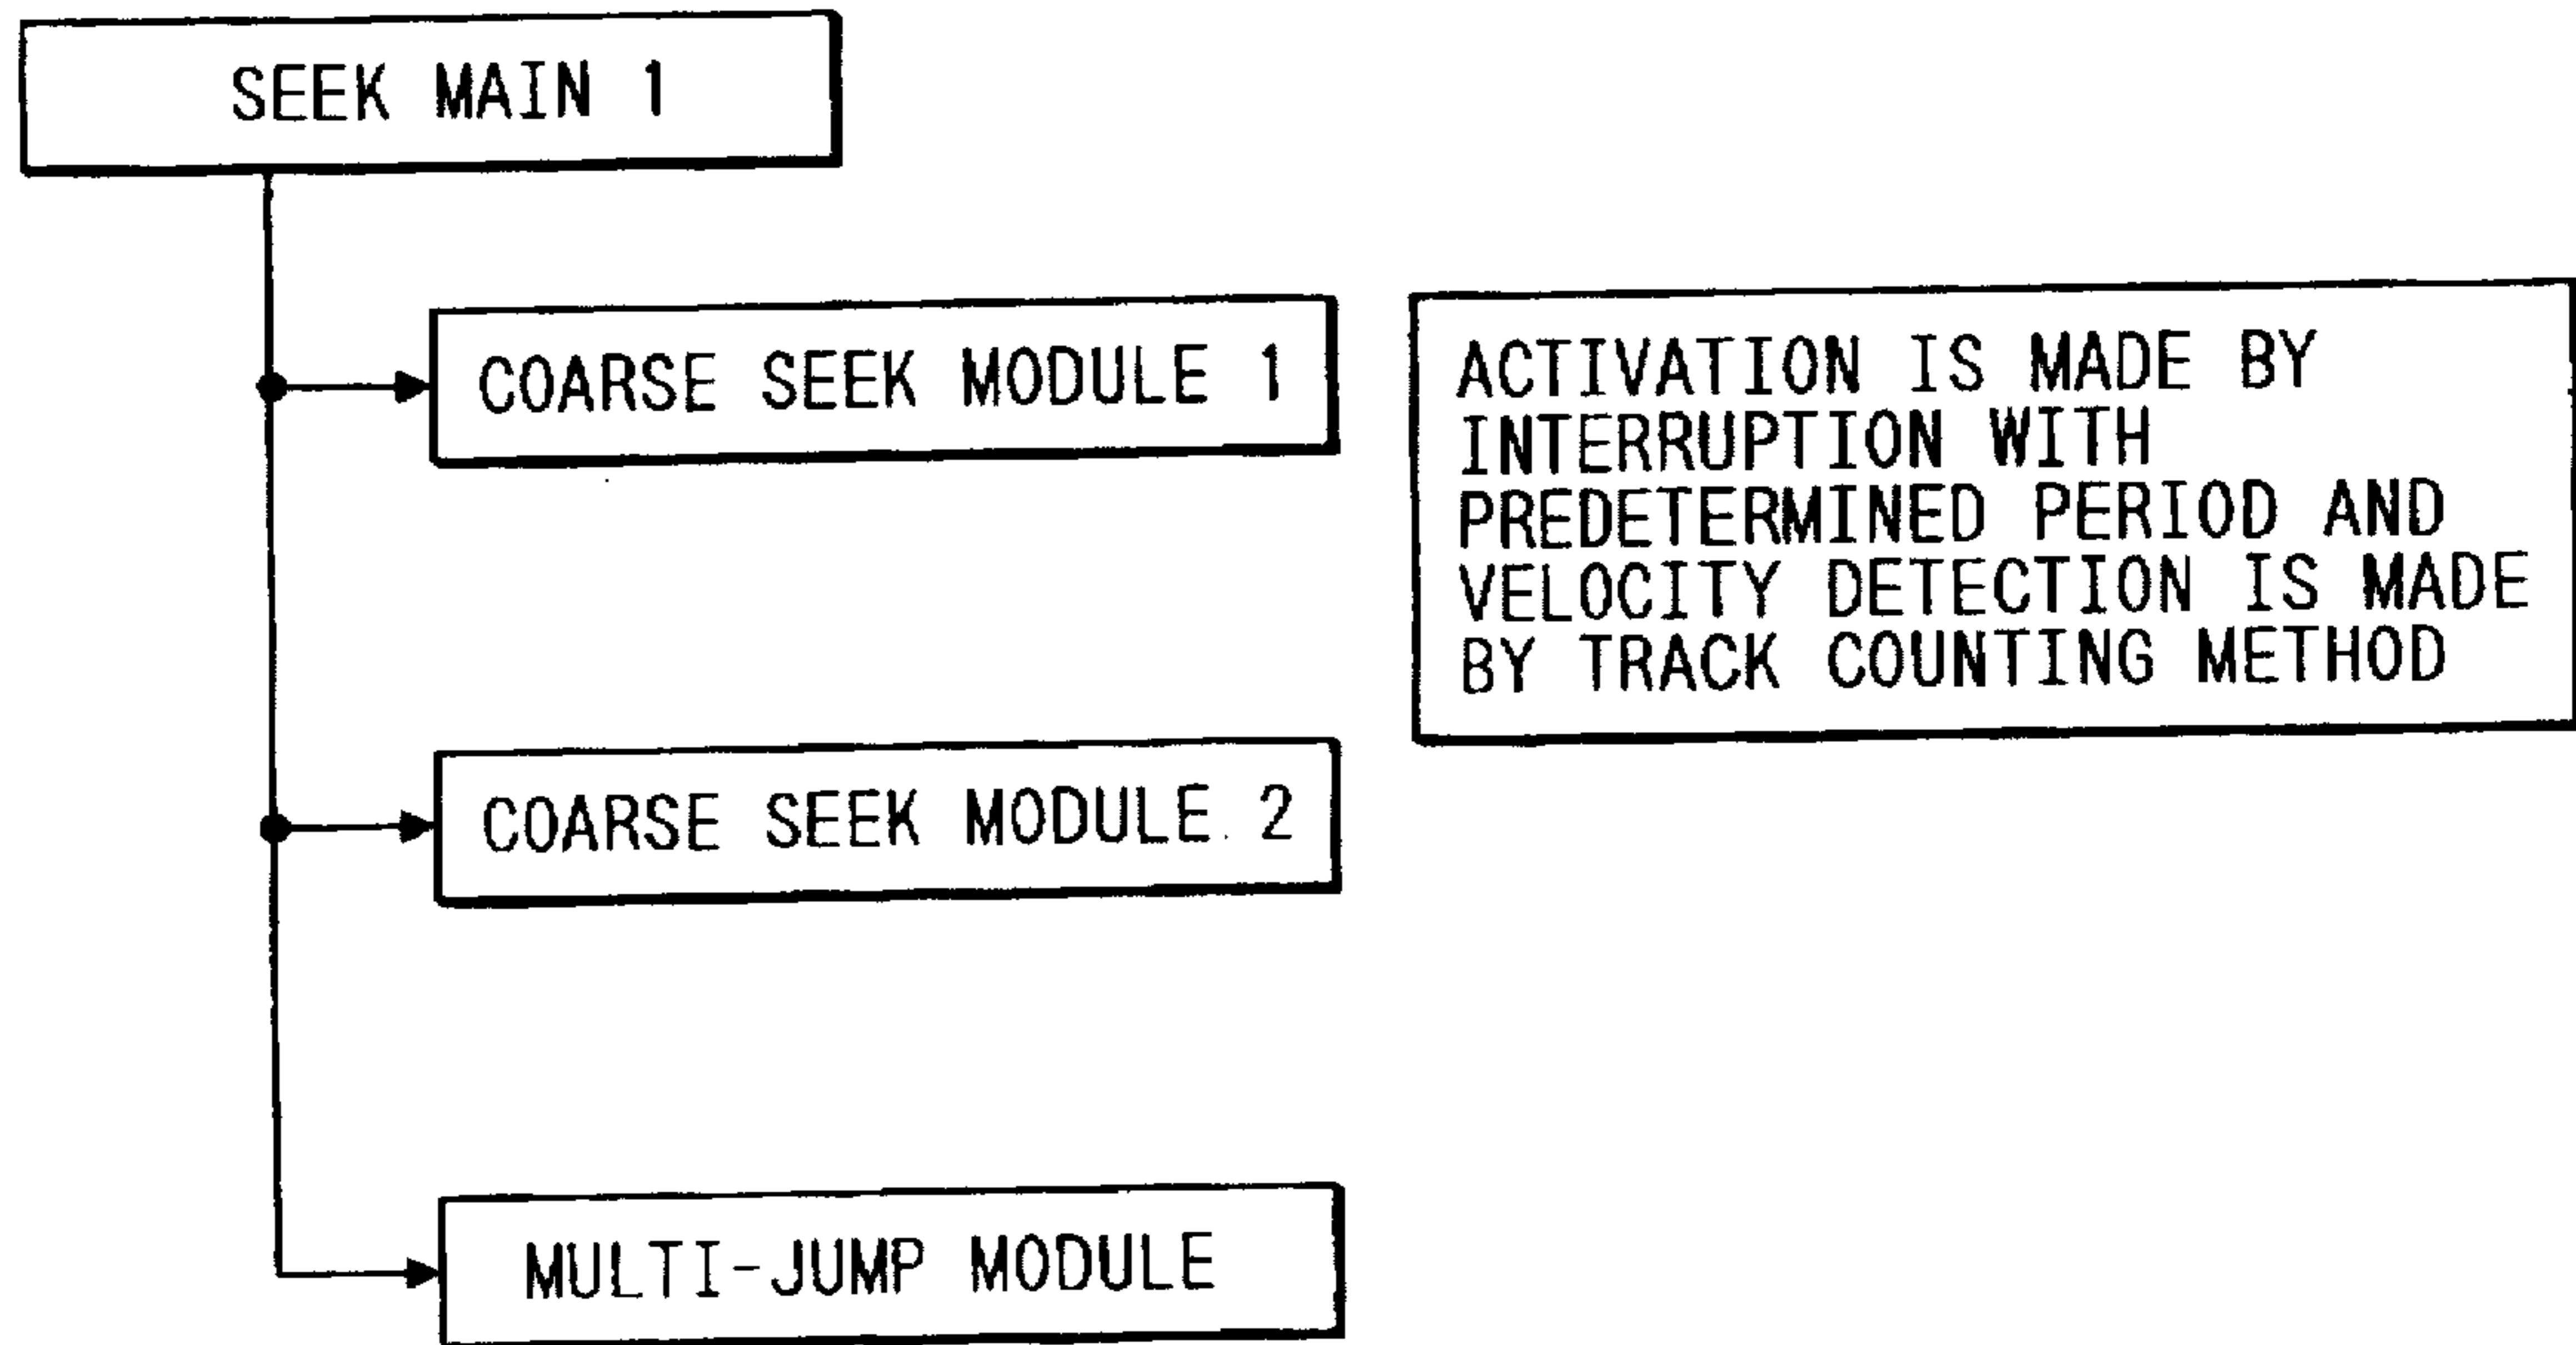 SEEK MAIN 1
COARSE SEEK MODULE 1
ACTIVATION IS MADE BY
INTERRUPTION WITH
PREDETERMINED PERIOD AND
VELOCITY DETECTION IS MADE
BY TRACK COUNTING METHOD
COARSE SEEK MODULE 2
MULTI-JUMP MODULE